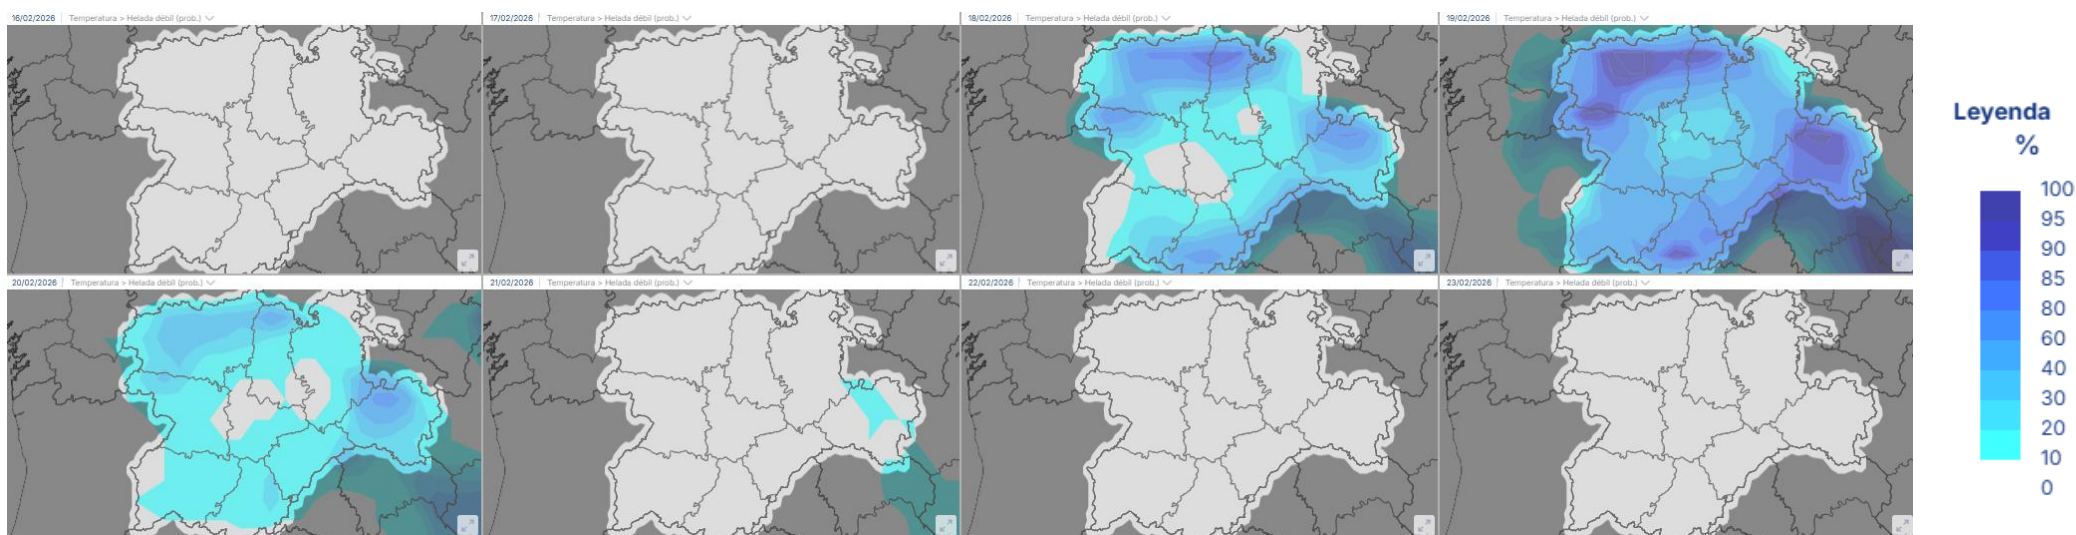 16/02/2026 Temperatura > Helada débil (prob.)
17/02/2026 Temperatura > Helada débil (prob.)
18/02/2026 Temperatura > Helada débil (prob.)
19/02/2026 Temperatura > Helada débil (prob.)
20/02/2026 Temperatura > Helada débil (prob.)
21/02/2026 Temperatura > Helada débil (prob.)
22/02/2026 Temperatura > Helada débil (prob.)
23/02/2026 Temperatura > Helada débil (prob.)
Leyenda
%
100
95
90
85
80
60
40
30
20
10
0